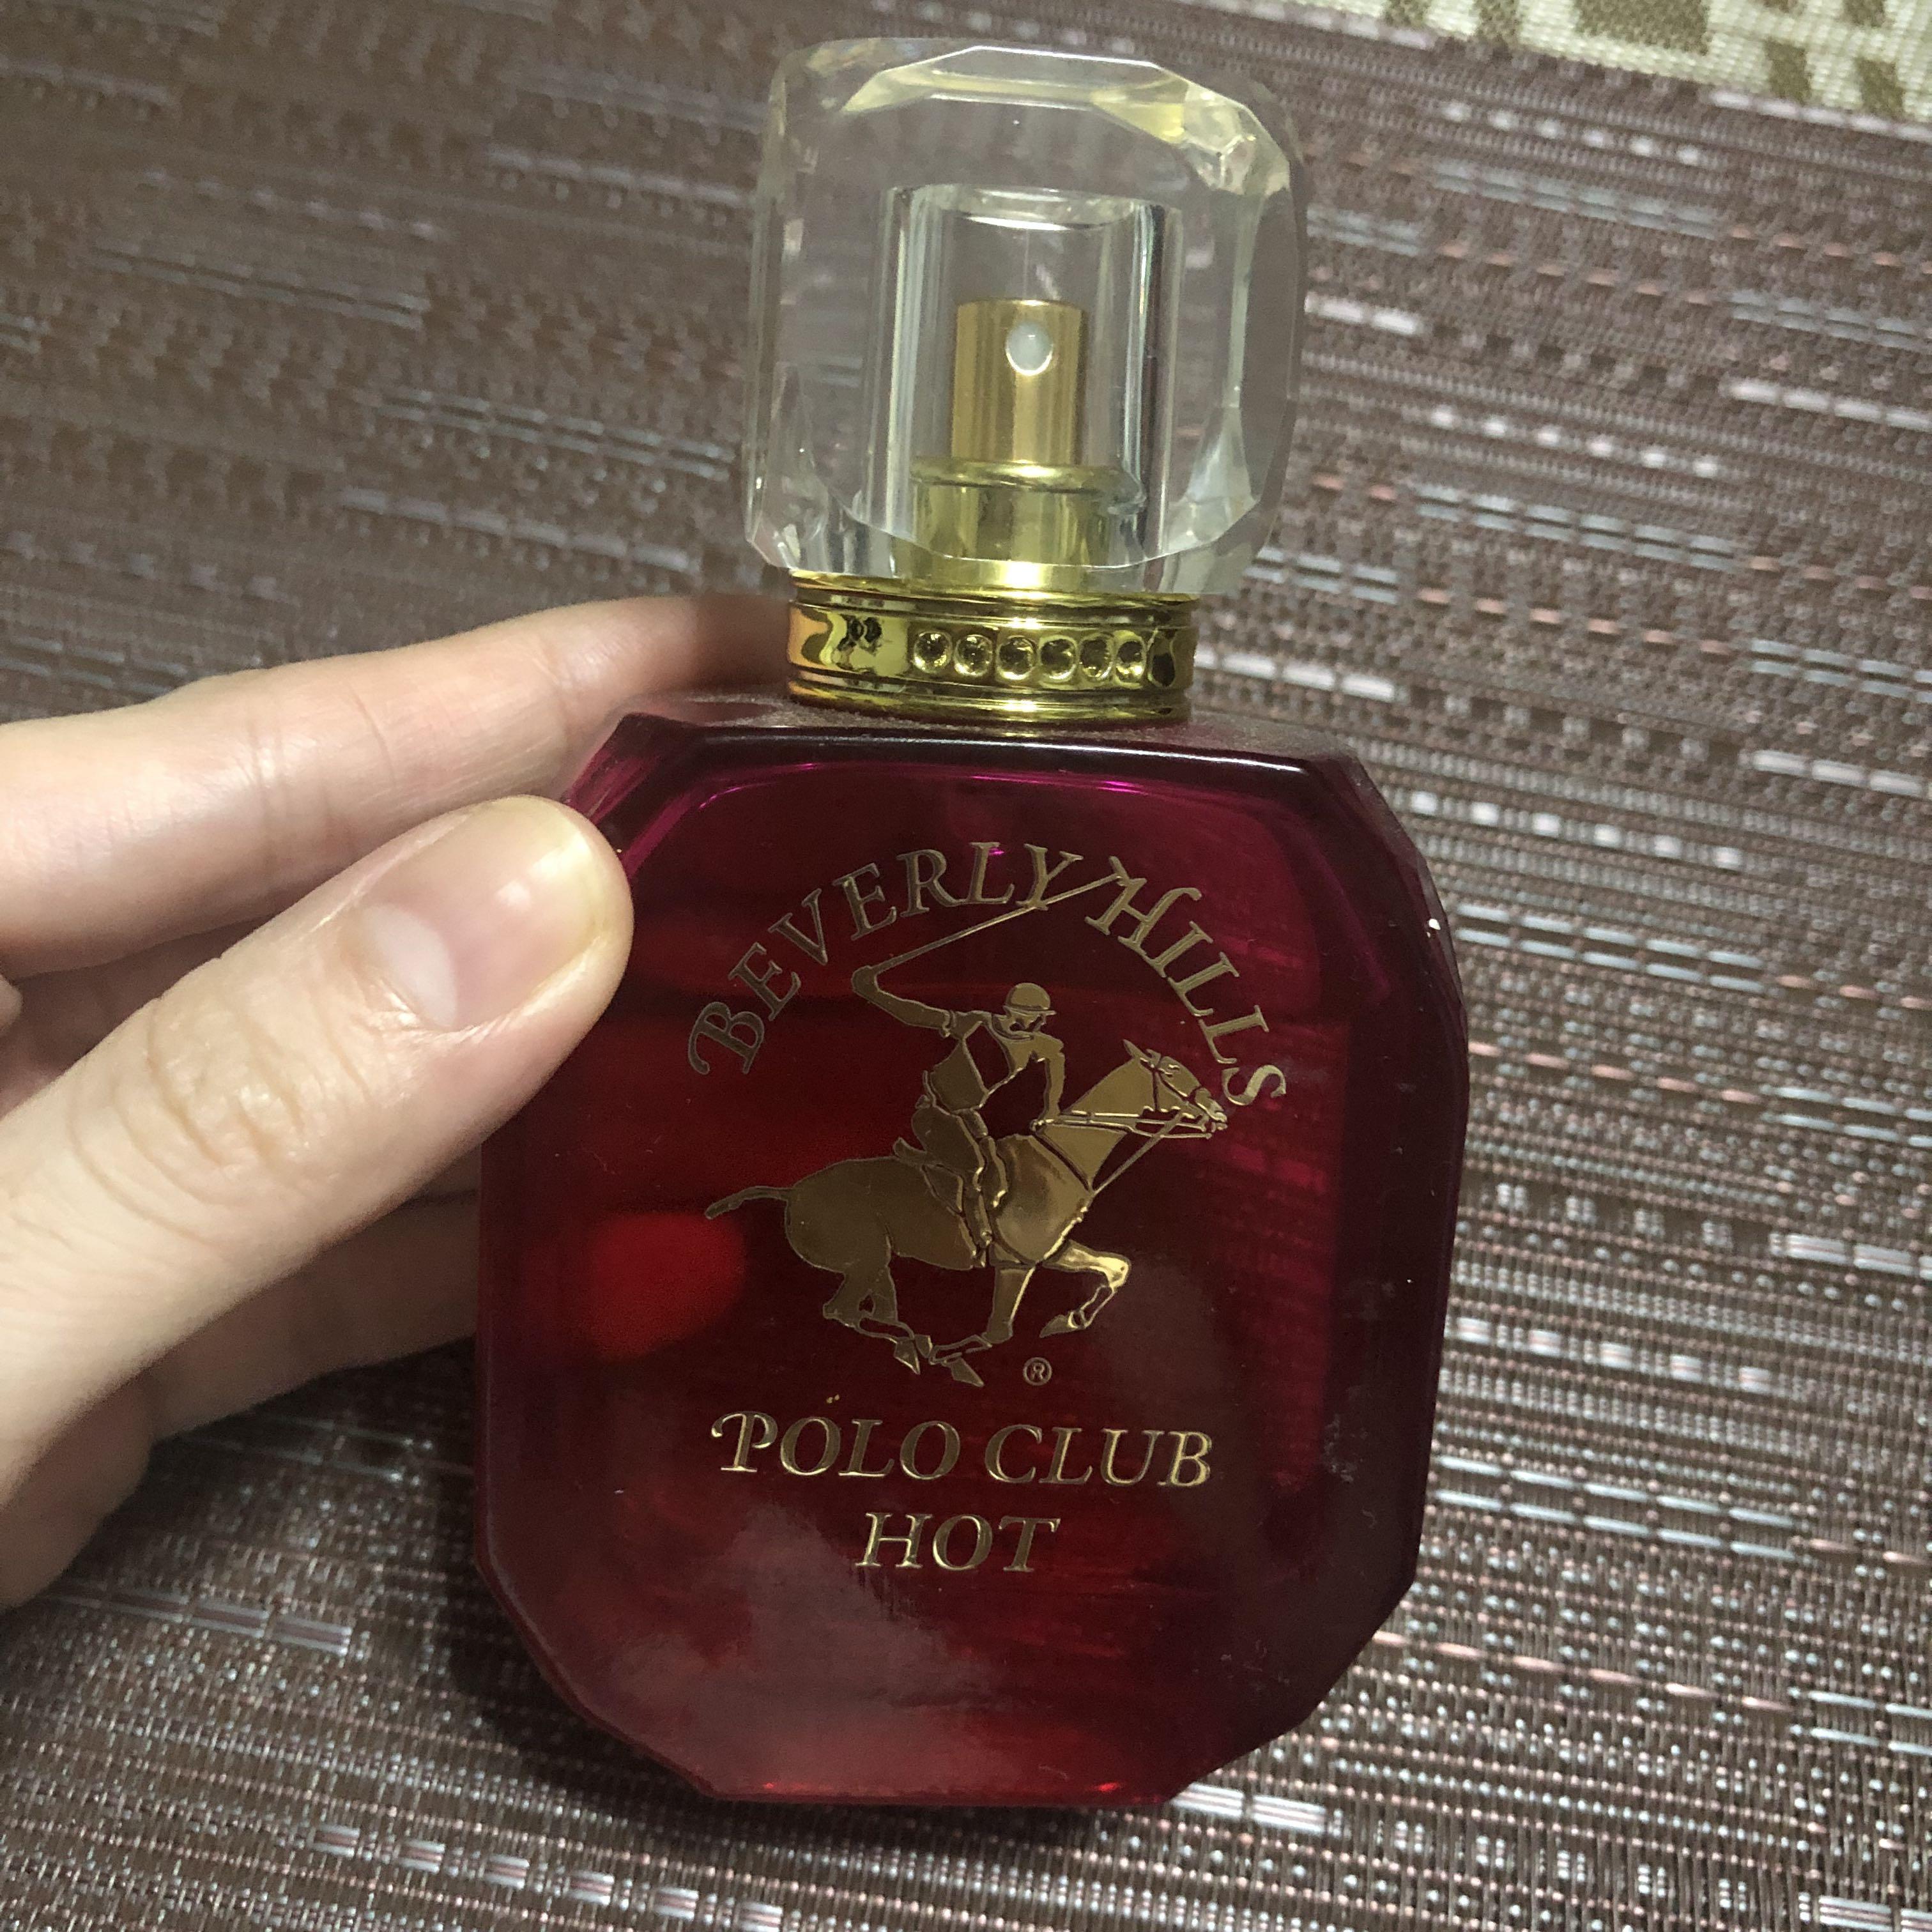 BEVERLY HILLS
®
POLO CLUB
HOT